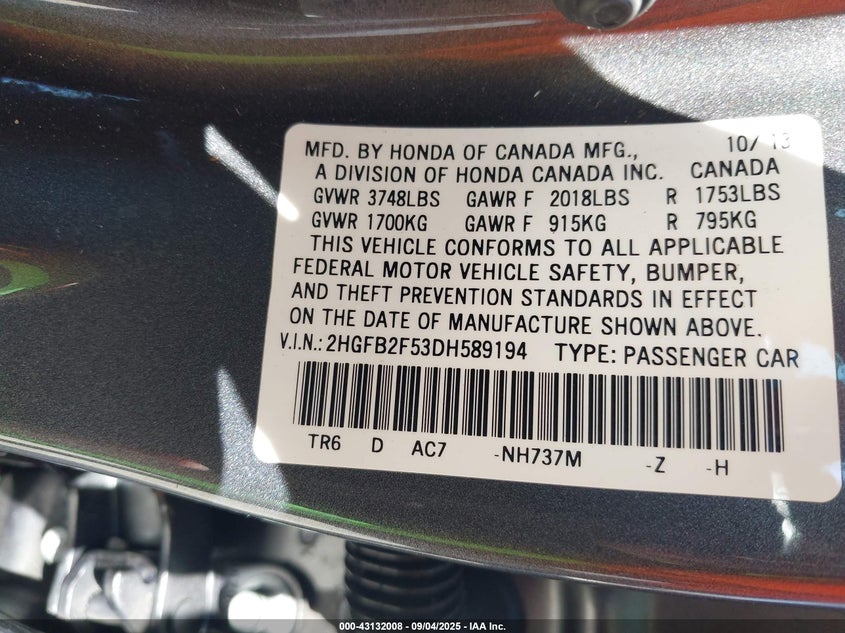 MFD. BY HONDA OF CANADA MFG., 10/ 13
A DIVISION OF HONDA CANADA INC. CANADA
GVWR 3748LBS GAWR F 2018LBS R 1753LBS
GVWR 1700KG GAWR F 915KG R 795KG
THIS VEHICLE CONFORMS TO ALL APPLICABLE
FEDERAL MOTOR VEHICLE SAFETY, BUMPER,
AND THEFT PREVENTION STANDARDS IN EFFECT
ON THE DATE OF MANUFACTURE SHOWN ABOVE.
V.I.N.: 2HGFB2F53DH589194 TYPE: PASSENGER CAR
TR6 D AC7 -NH737M -Z -H
000-43132008 - 09/04/2025 - IAA Inc.